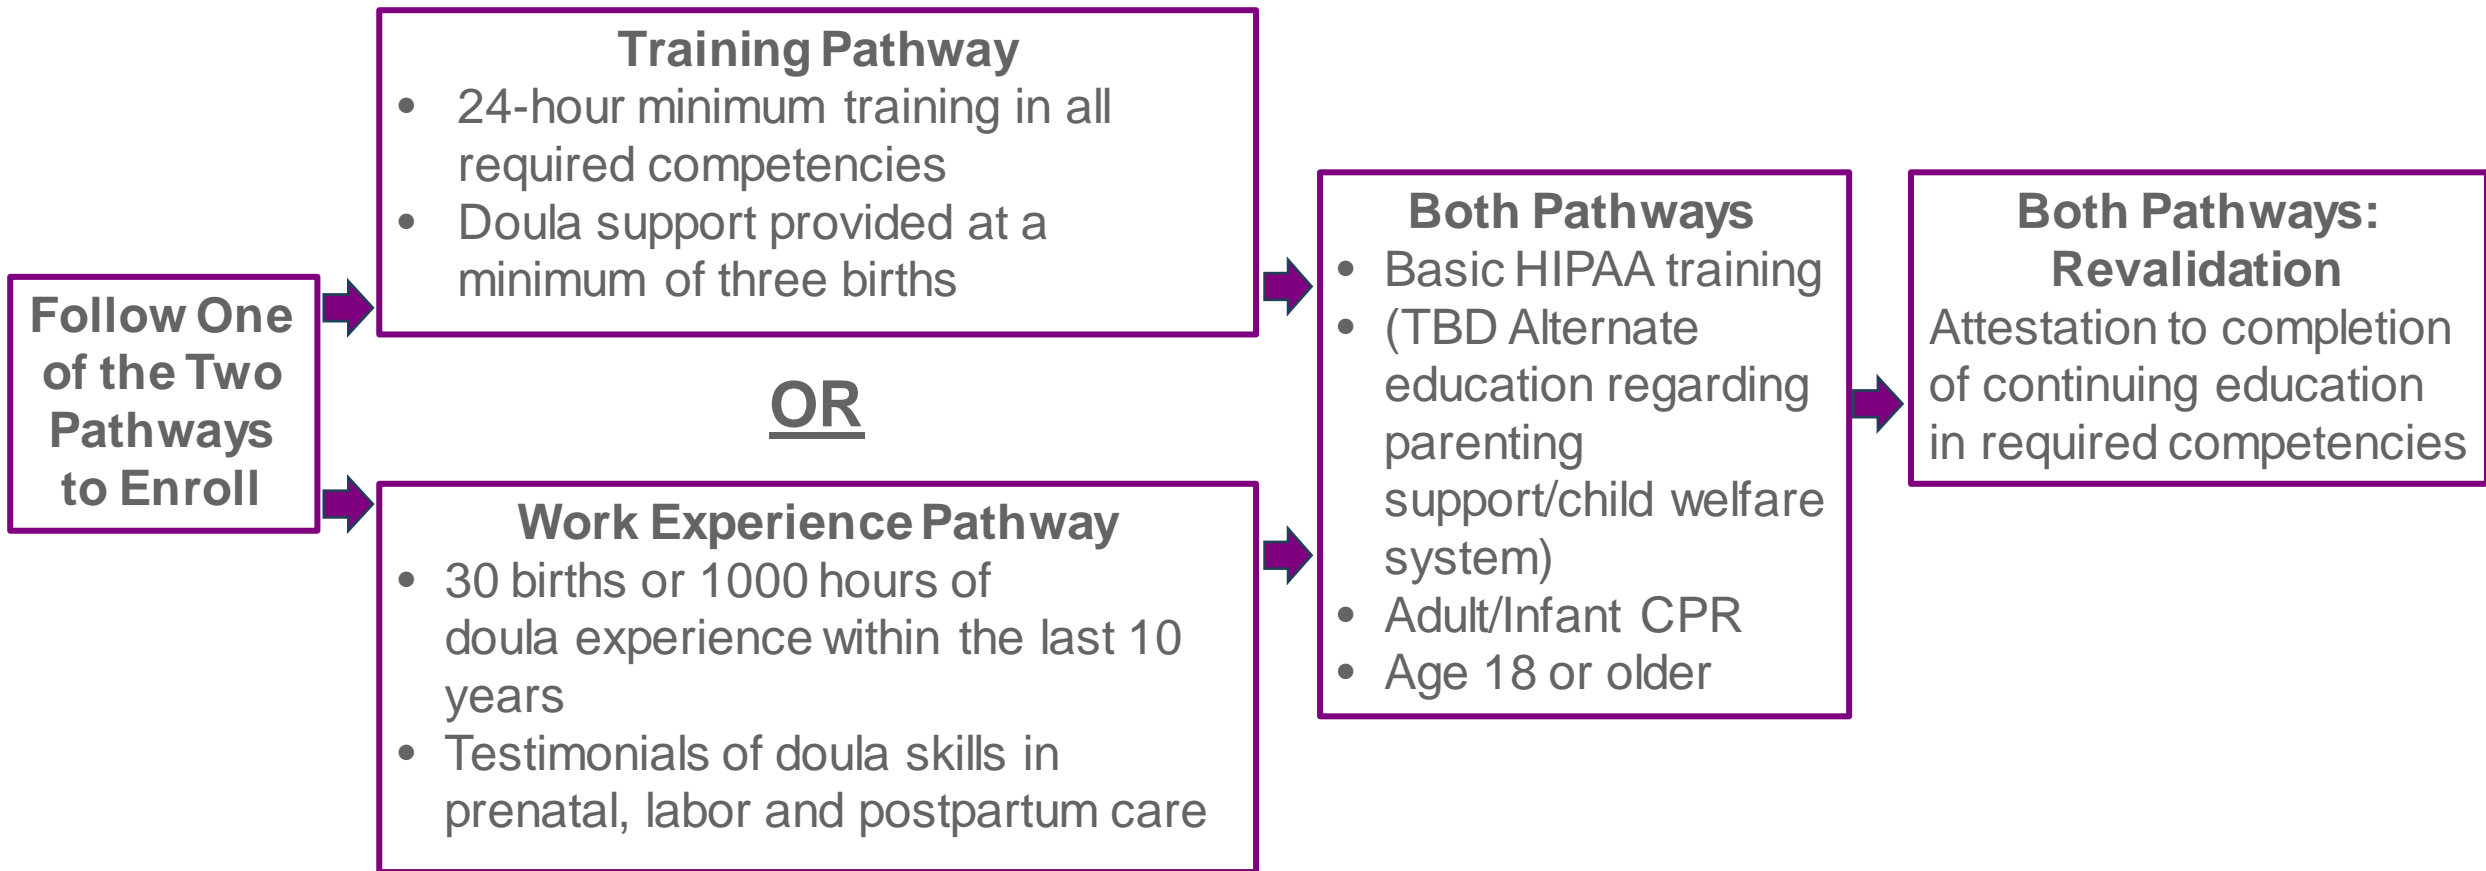 Follow One
of the Two
Pathways
to Enroll
Training Pathway
• 24-hour minimum training in all
required competencies
• Doula support provided at a
minimum of three births
OR
Work Experience Pathway
• 30 births or 1000 hours of
doula experience within the last 10
years
• Testimonials of doula skills in
prenatal, labor and postpartum care
Both Pathways
• Basic HIPAA training
• (TBD Alternate
education regarding
parenting
support/child welfare
system)
• Adult/Infant CPR
• Age 18 or older
Both Pathways:
Revalidation
Attestation to completion
of continuing education
in required competencies